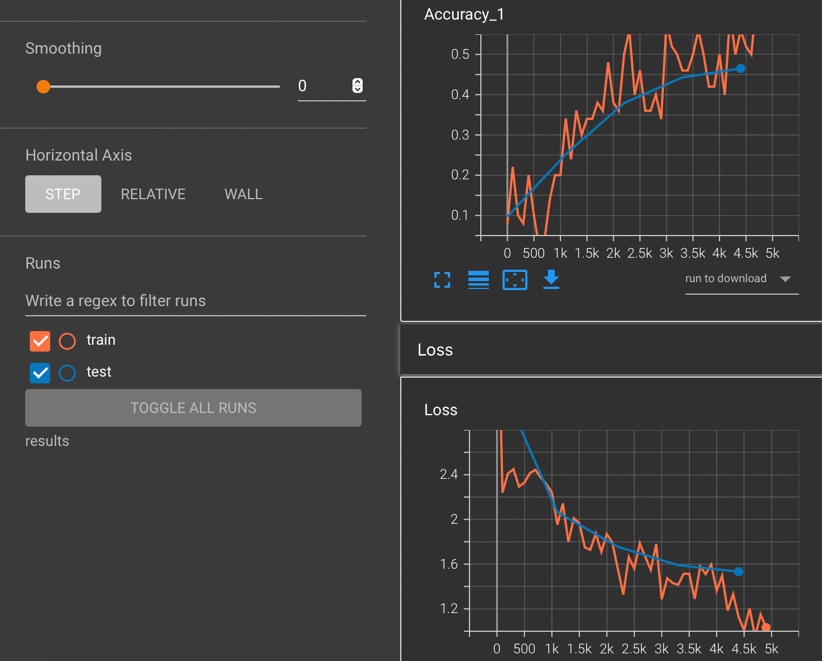 Smoothing
0
Horizontal Axis
STEP RELATIVE WALL
Runs
Write a regex to filter runs
train
test
TOGGLE ALL RUNS
results
Accuracy_1
0.5
0.4
0.3
0.2
0.1
0 500 1k 1.5k 2k 2.5k 3k 3.5k 4k 4.5k 5k
run to download
Loss
Loss
2.4
2
1.6
1.2
0 500 1k 1.5k 2k 2.5k 3k 3.5k 4k 4.5k 5k